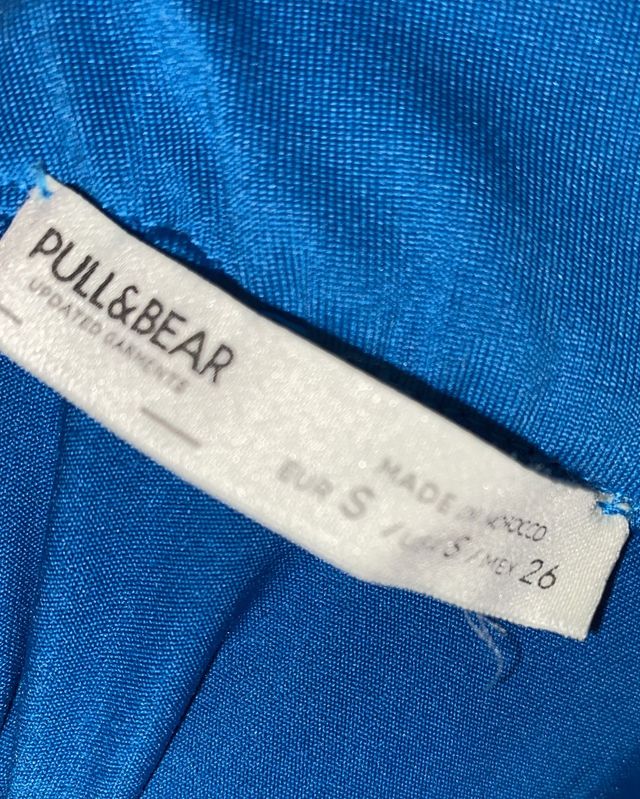 PULL&BEAR
UPDATED GARMENTS
MADE IN MOROCCO
EUR S / USA S / MEX 26